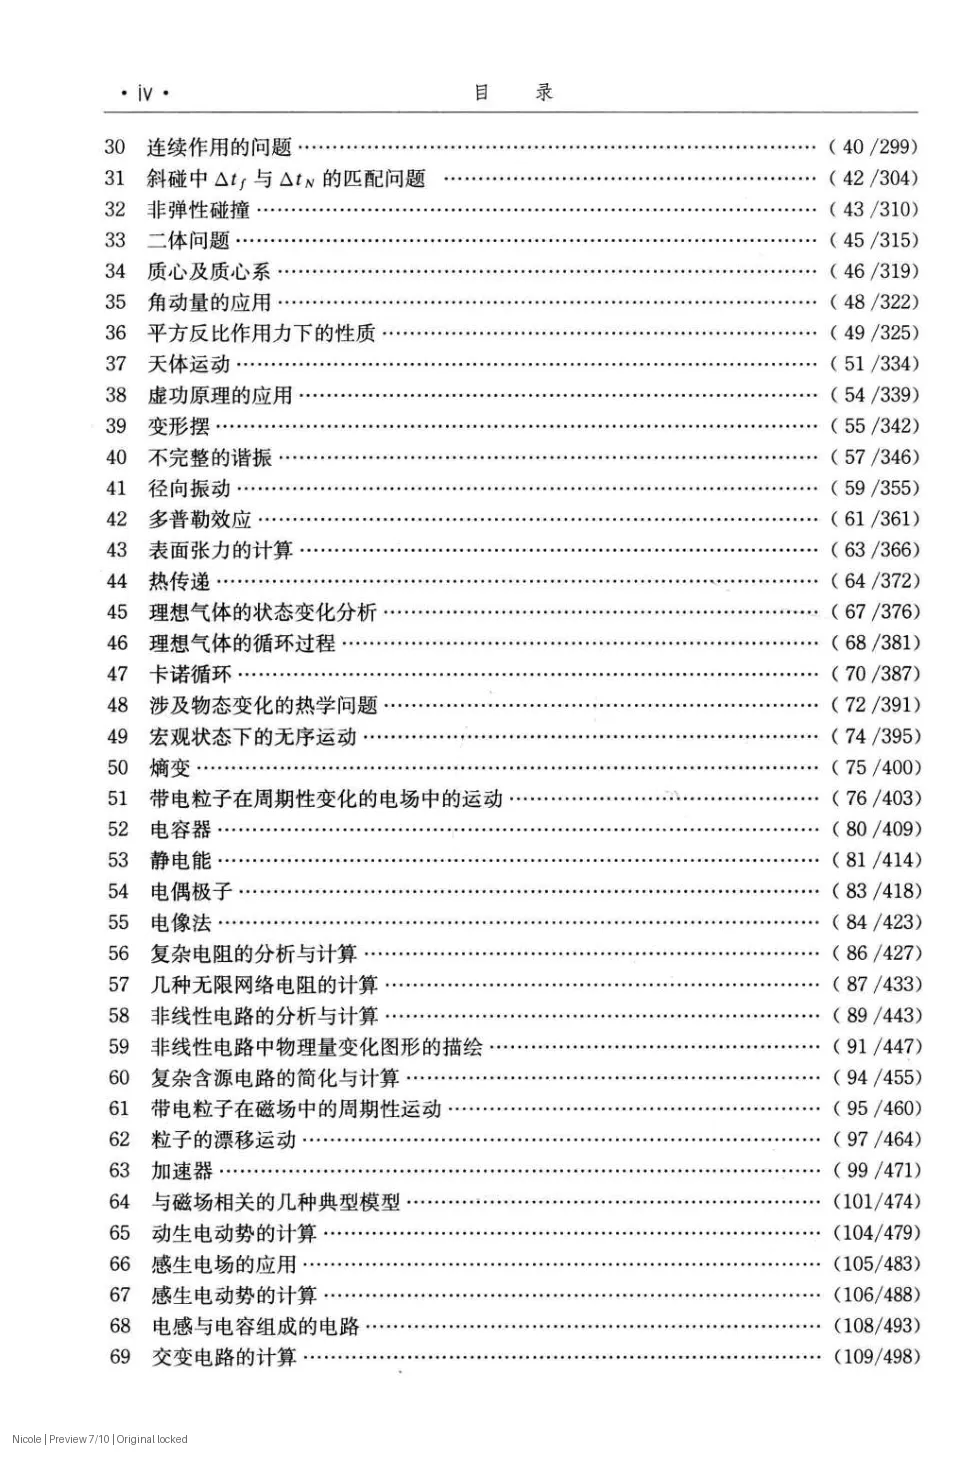 · iv · 目 录
30 连续作用的问题 …… ( 40 /299)
31 斜碰中 Δt_f 与 Δt_N 的匹配问题 …… ( 42 /304)
32 非弹性碰撞 …… ( 43 /310)
33 二体问题 …… ( 45 /315)
34 质心及质心系 …… ( 46 /319)
35 角动量的应用 …… ( 48 /322)
36 平方反比作用力下的性质 …… ( 49 /325)
37 天体运动 …… ( 51 /334)
38 虚功原理的应用 …… ( 54 /339)
39 变形摆 …… ( 55 /342)
40 不完整的谐振 …… ( 57 /346)
41 径向振动 …… ( 59 /355)
42 多普勒效应 …… ( 61 /361)
43 表面张力的计算 …… ( 63 /366)
44 热传递 …… ( 64 /372)
45 理想气体的状态变化分析 …… ( 67 /376)
46 理想气体的循环过程 …… ( 68 /381)
47 卡诺循环 …… ( 70 /387)
48 涉及物态变化的热学问题 …… ( 72 /391)
49 宏观状态下的无序运动 …… ( 74 /395)
50 熵变 …… ( 75 /400)
51 带电粒子在周期性变化的电场中的运动 …… ( 76 /403)
52 电容器 …… ( 80 /409)
53 静电能 …… ( 81 /414)
54 电偶极子 …… ( 83 /418)
55 电像法 …… ( 84 /423)
56 复杂电阻的分析与计算 …… ( 86 /427)
57 几种无限网络电阻的计算 …… ( 87 /433)
58 非线性电路的分析与计算 …… ( 89 /443)
59 非线性电路中物理量变化图形的描绘 …… ( 91 /447)
60 复杂含源电路的简化与计算 …… ( 94 /455)
61 带电粒子在磁场中的周期性运动 …… ( 95 /460)
62 粒子的漂移运动 …… ( 97 /464)
63 加速器 …… ( 99 /471)
64 与磁场相关的几种典型模型 …… (101/474)
65 动生电动势的计算 …… (104/479)
66 感生电场的应用 …… (105/483)
67 感生电动势的计算 …… (106/488)
68 电感与电容组成的电路 …… (108/493)
69 交变电路的计算 …… (109/498)
Nicole | Preview 7/10 | Original locked